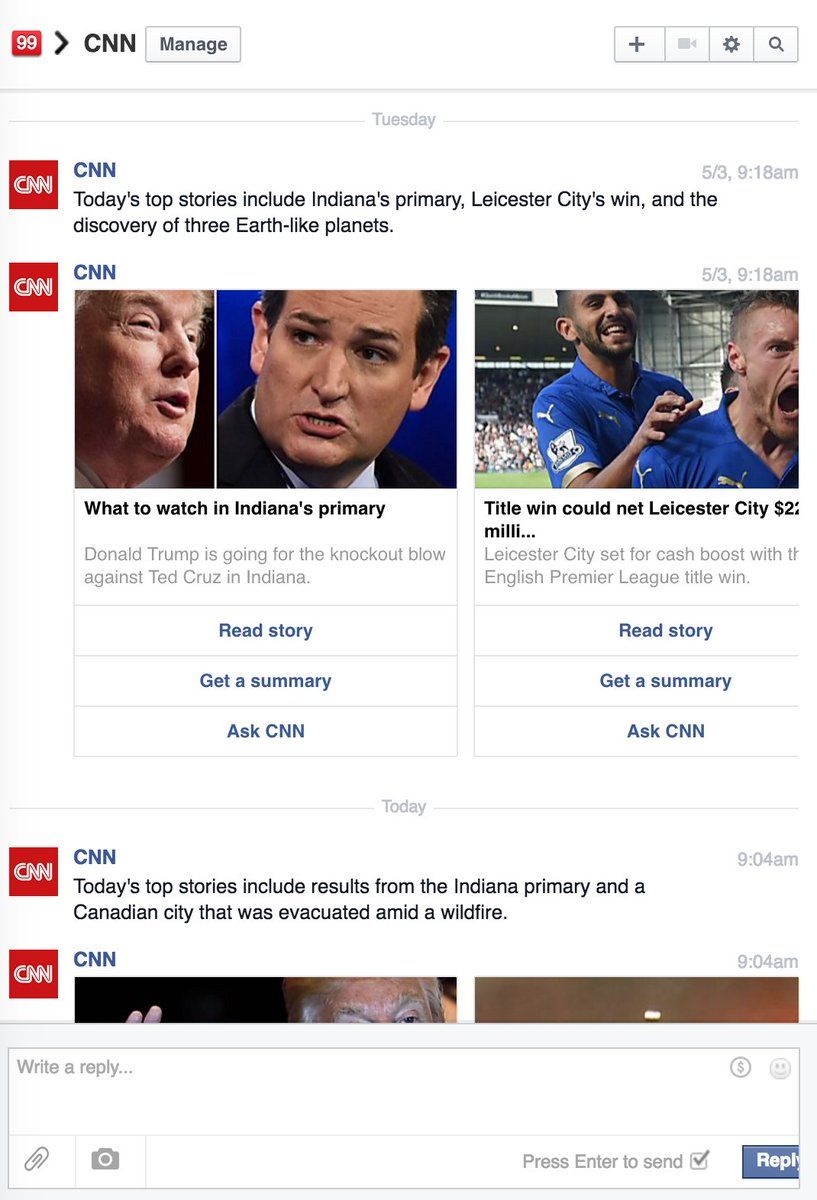 99 CNN Manage
Tuesday
CNN
CNN 5/3, 9:18am
Today's top stories include Indiana's primary, Leicester City's win, and the
discovery of three Earth-like planets.
CNN
CNN 5/3, 9:18am
What to watch in Indiana's primary
Donald Trump is going for the knockout blow
against Ted Cruz in Indiana.
Read story
Get a summary
Ask CNN
Title win could net Leicester City $22
milli...
Leicester City set for cash boost with th
English Premier League title win.
Read story
Get a summary
Ask CNN
Today
CNN
CNN 9:04am
Today's top stories include results from the Indiana primary and a
Canadian city that was evacuated amid a wildfire.
CNN
CNN 9:04am
Write a reply...
Press Enter to send Reply